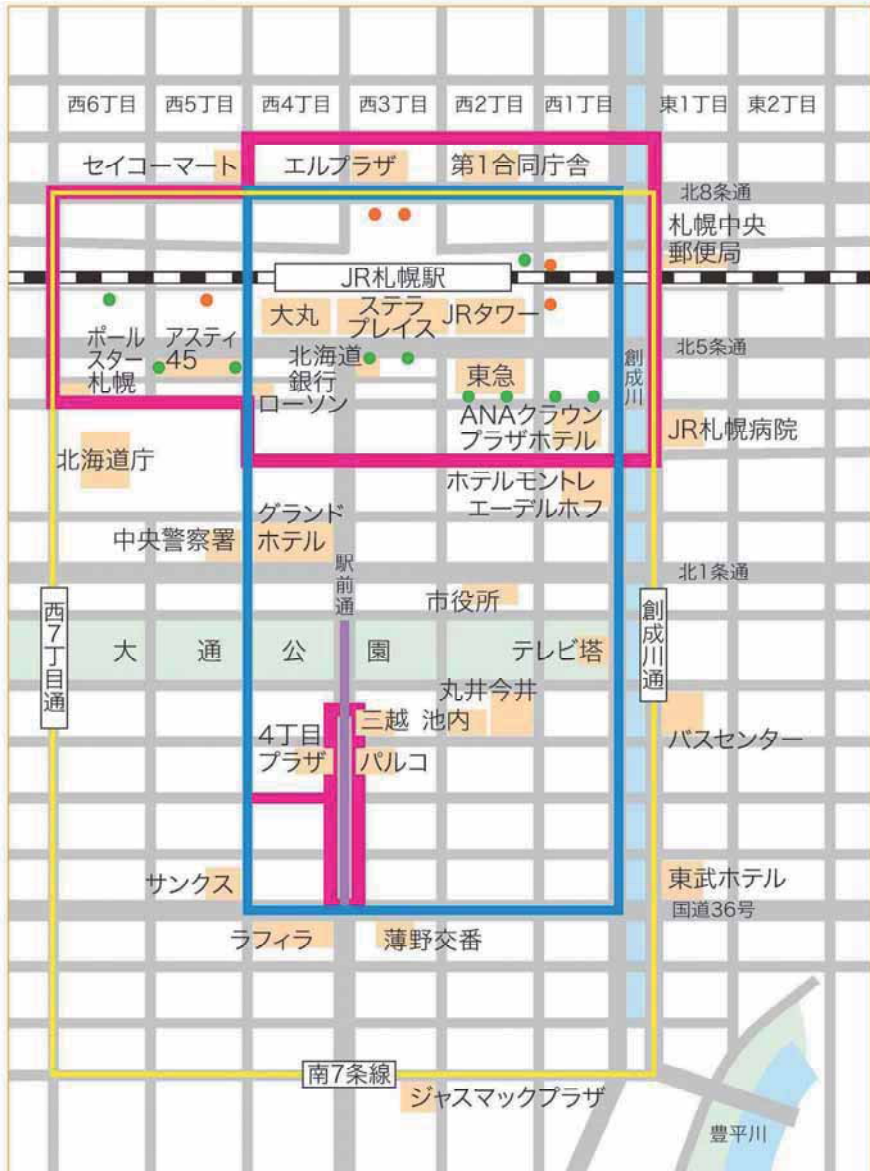 西6丁目 西5丁目 西4丁目 西3丁目 西2丁目 西1丁目 東1丁目 東2丁目
セイコーマート エルプラザ 第1合同庁舎
北8条通
札幌中央
郵便局
JR札幌駅
大丸
ステラ
プレイス
JRタワー
ポール
スター
札幌
アスティ
45
北海道
銀行
北5条通
創成川
東急
ローソン
ANAクラウン
プラザホテル
JR札幌病院
北海道庁
ホテルモントレ
エーデルホフ
グランド
ホテル
中央警察署
駅前通
北1条通
市役所
西7丁目通
創成川通
大通公園
テレビ塔
丸井今井
三越 池内
4丁目
プラザ
パルコ
バスセンター
サンクス
東武ホテル
国道36号
ラフィラ
薄野交番
南7条線
ジャスマックプラザ
豊平川